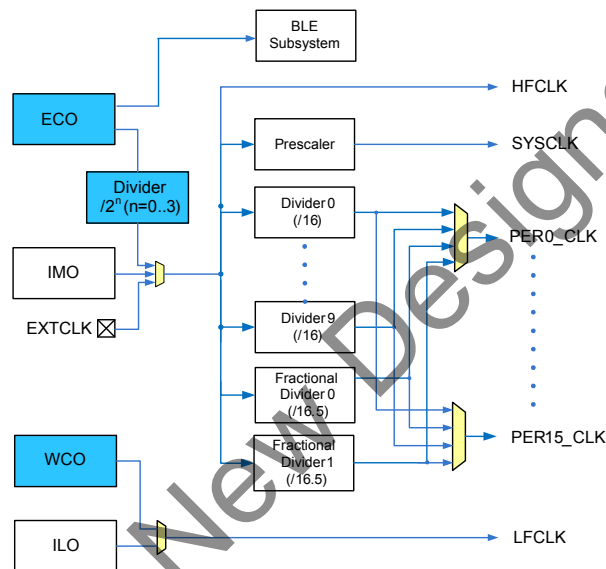 BLE
Subsystem
ECO
HFCLK
Prescaler
SYSCLK
Divider
/2ⁿ (n=0..3)
Divider 0
(/16)
PER0_CLK
IMO
EXTCLK
Divider 9
(/16)
Fractional
Divider 0
(/16.5)
Fractional
Divider 1
(/16.5)
PER15_CLK
WCO
ILO
LFCLK
New Designs